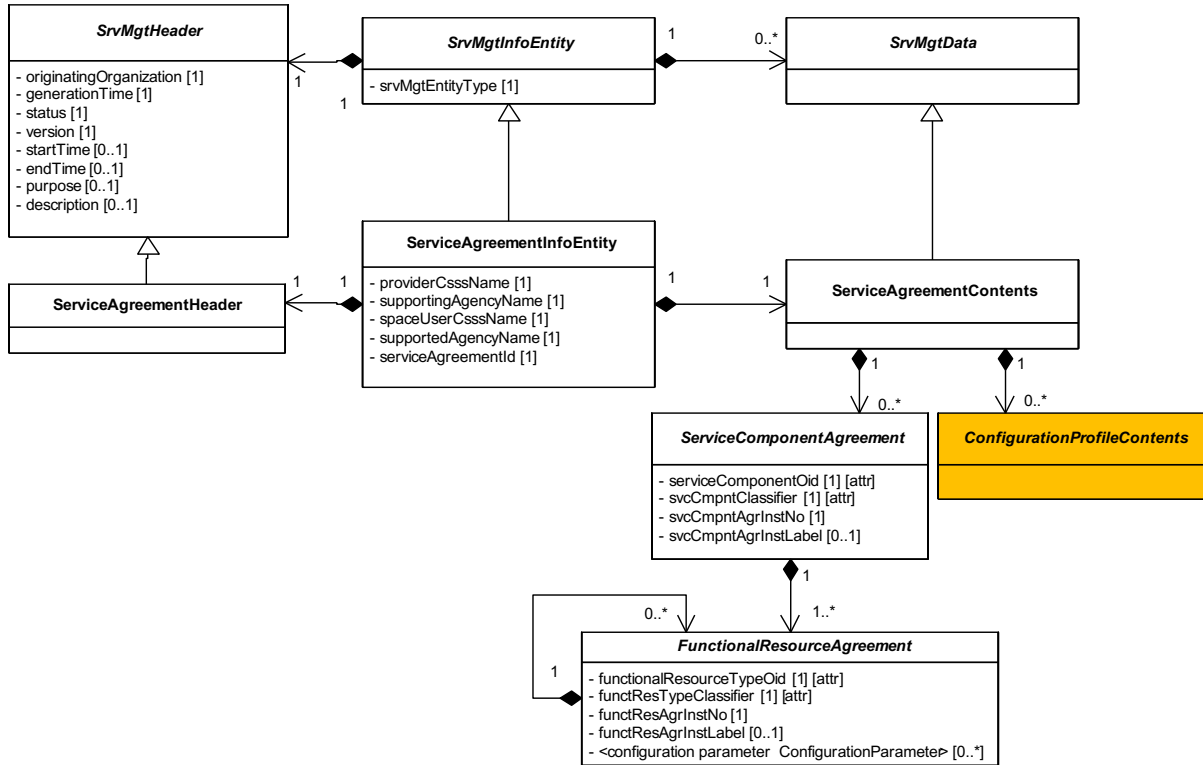 SrvMgtHeader
- originatingOrganization [1]
- generationTime [1]
- status [1]
- version [1]
- startTime [0..1]
- endTime [0..1]
- purpose [0..1]
- description [0..1]
1
1
SrvMgtInfoEntity
- srvMgtEntityType [1]
1
0..*
SrvMgtData
ServiceAgreementHeader
1
1
ServiceAgreementInfoEntity
- providerCsssName [1]
- supportingAgencyName [1]
- spaceUserCsssName [1]
- supportedAgencyName [1]
- serviceAgreementId [1]
1
1
ServiceAgreementContents
1
1
0..*
0..*
ServiceComponentAgreement
- serviceComponentOid [1] [attr]
- svcCmpntClassifier [1] [attr]
- svcCmpntAgrInstNo [1]
- svcCmpntAgrInstLabel [0..1]
ConfigurationProfileContents
1
0..*
1..*
1
FunctionalResourceAgreement
- functionalResourceTypeOid [1] [attr]
- functResTypeClassifier [1] [attr]
- functResAgrInstNo [1]
- functResAgrInstLabel [0..1]
- <configuration parameter ConfigurationParameter> [0..*]